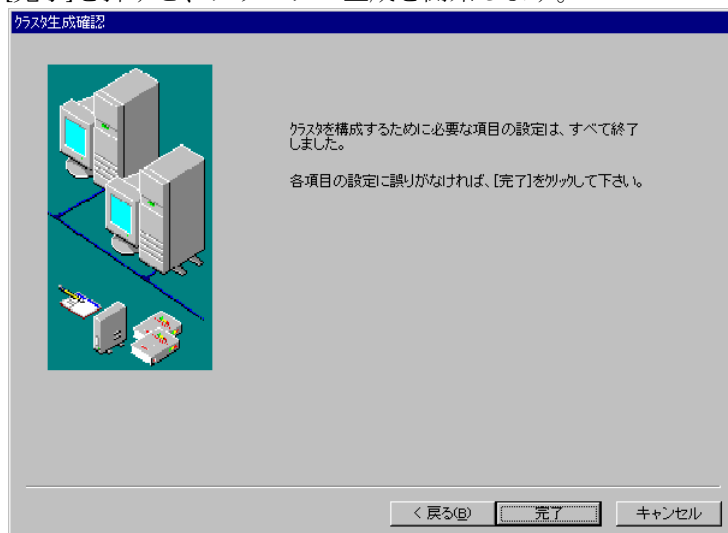 クラスタ生成確認
クラスタを構成するために必要な項目の設定は、すべて終了
しました。
各項目の設定に誤りがなければ、[完了]をクリックして下さい。
< 戻る(B)
完了
キャンセル